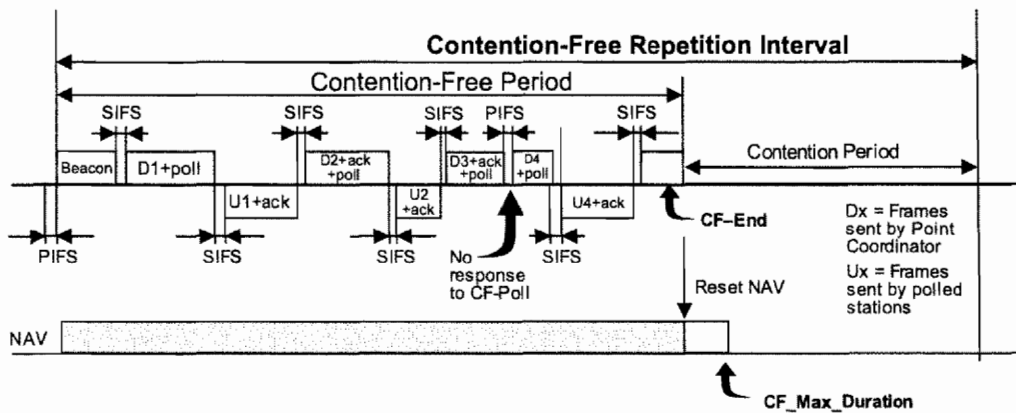 Contention-Free Repetition Interval
Contention-Free Period
SIFS
SIFS
SIFS
PIFS
SIFS
Contention Period
Beacon
D1+poll
D2+ack
+poll
D3+ack
+poll
D4
+poll
U1+ack
U2
+ack
U4+ack
CF–End
PIFS
SIFS
SIFS
No
response
to CF-Poll
SIFS
Dx = Frames
sent by Point
Coordinator
Ux = Frames
sent by polled
stations
Reset NAV
NAV
CF_Max_Duration